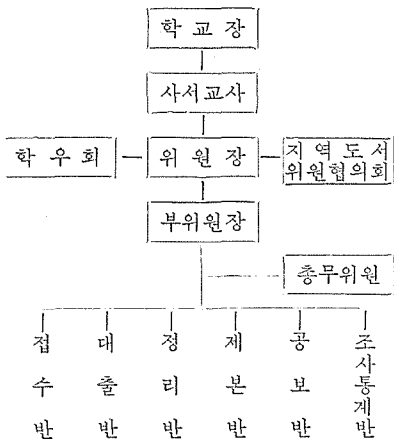 학교장
사서교사
학우회
위원장
지역도서
위원협의회
부위원장
총무위원
접수반
대출반
정리반
제본반
공보반
조사통계반